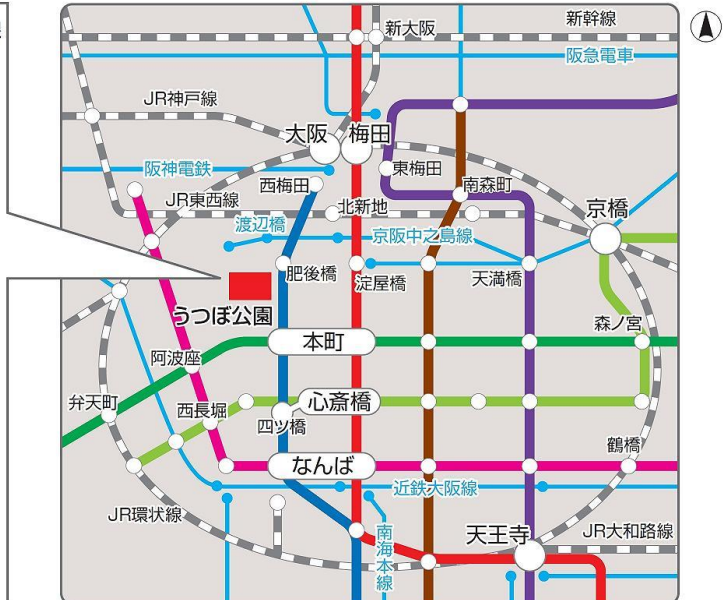 新幹線
新大阪
阪急電車
JR神戸線
大阪
梅田
阪神電鉄
東梅田
西梅田
南森町
JR東西線
北新地
京橋
渡辺橋
京阪中之島線
肥後橋
淀屋橋
天満橋
うつぼ公園
森ノ宮
本町
阿波座
弁天町
西長堀
心斎橋
四ツ橋
鶴橋
なんば
近鉄大阪線
JR環状線
南海本線
天王寺
JR大和路線